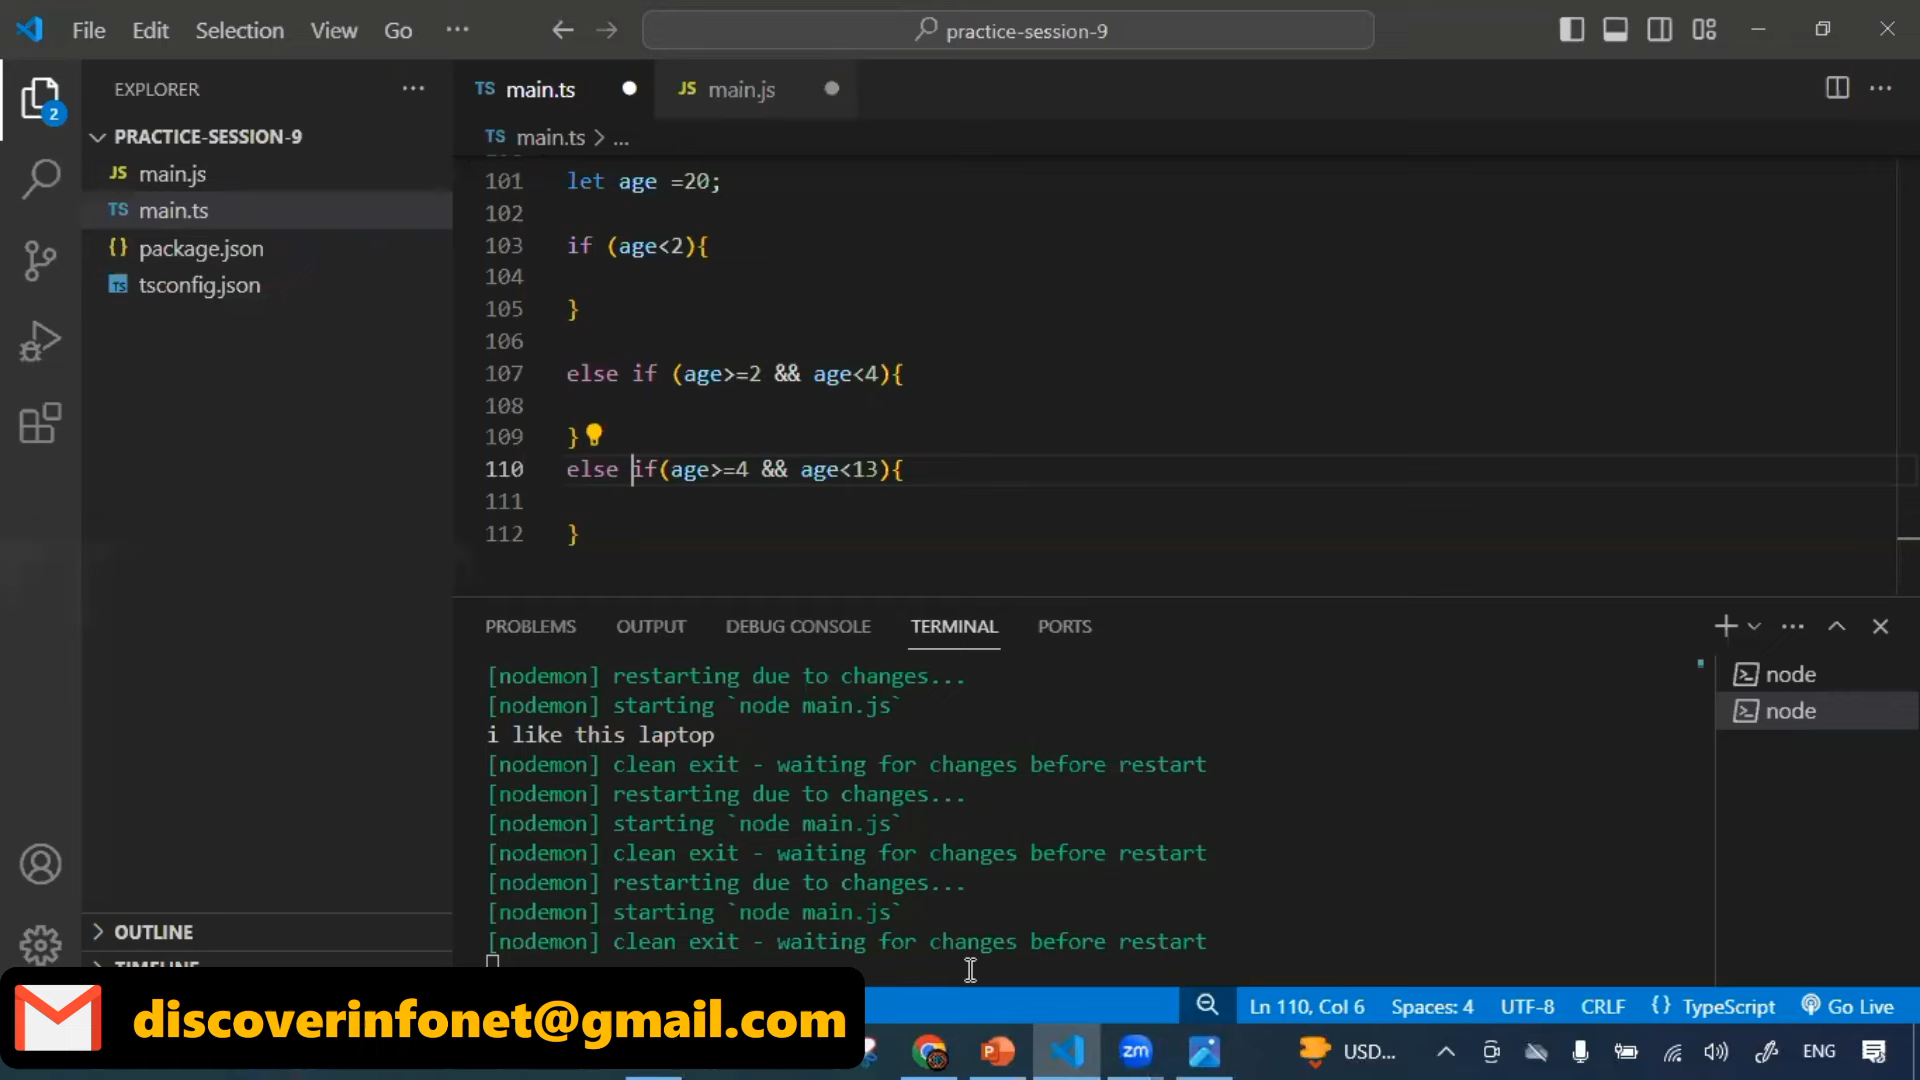 File Edit Selection View Go ... practice-session-9
EXPLORER ...
PRACTICE-SESSION-9
JS main.js
TS main.ts
{} package.json
TS tsconfig.json
OUTLINE
2
TS main.ts JS main.js
TS main.ts > ...
101 let age =20;
102
103 if (age<2){
104
105 }
106
107 else if (age>=2 && age<4){
108
109 }
110 else if(age>=4 && age<13){
111
112 }
PROBLEMS OUTPUT DEBUG CONSOLE TERMINAL PORTS
[nodemon] restarting due to changes...
[nodemon] starting `node main.js`
i like this laptop
[nodemon] clean exit - waiting for changes before restart
[nodemon] restarting due to changes...
[nodemon] starting `node main.js`
[nodemon] clean exit - waiting for changes before restart
[nodemon] restarting due to changes...
[nodemon] starting `node main.js`
[nodemon] clean exit - waiting for changes before restart
node
node
Ln 110, Col 6 Spaces: 4 UTF-8 CRLF {} TypeScript Go Live
discoverinfonet@gmail.com
zm USD... ENG